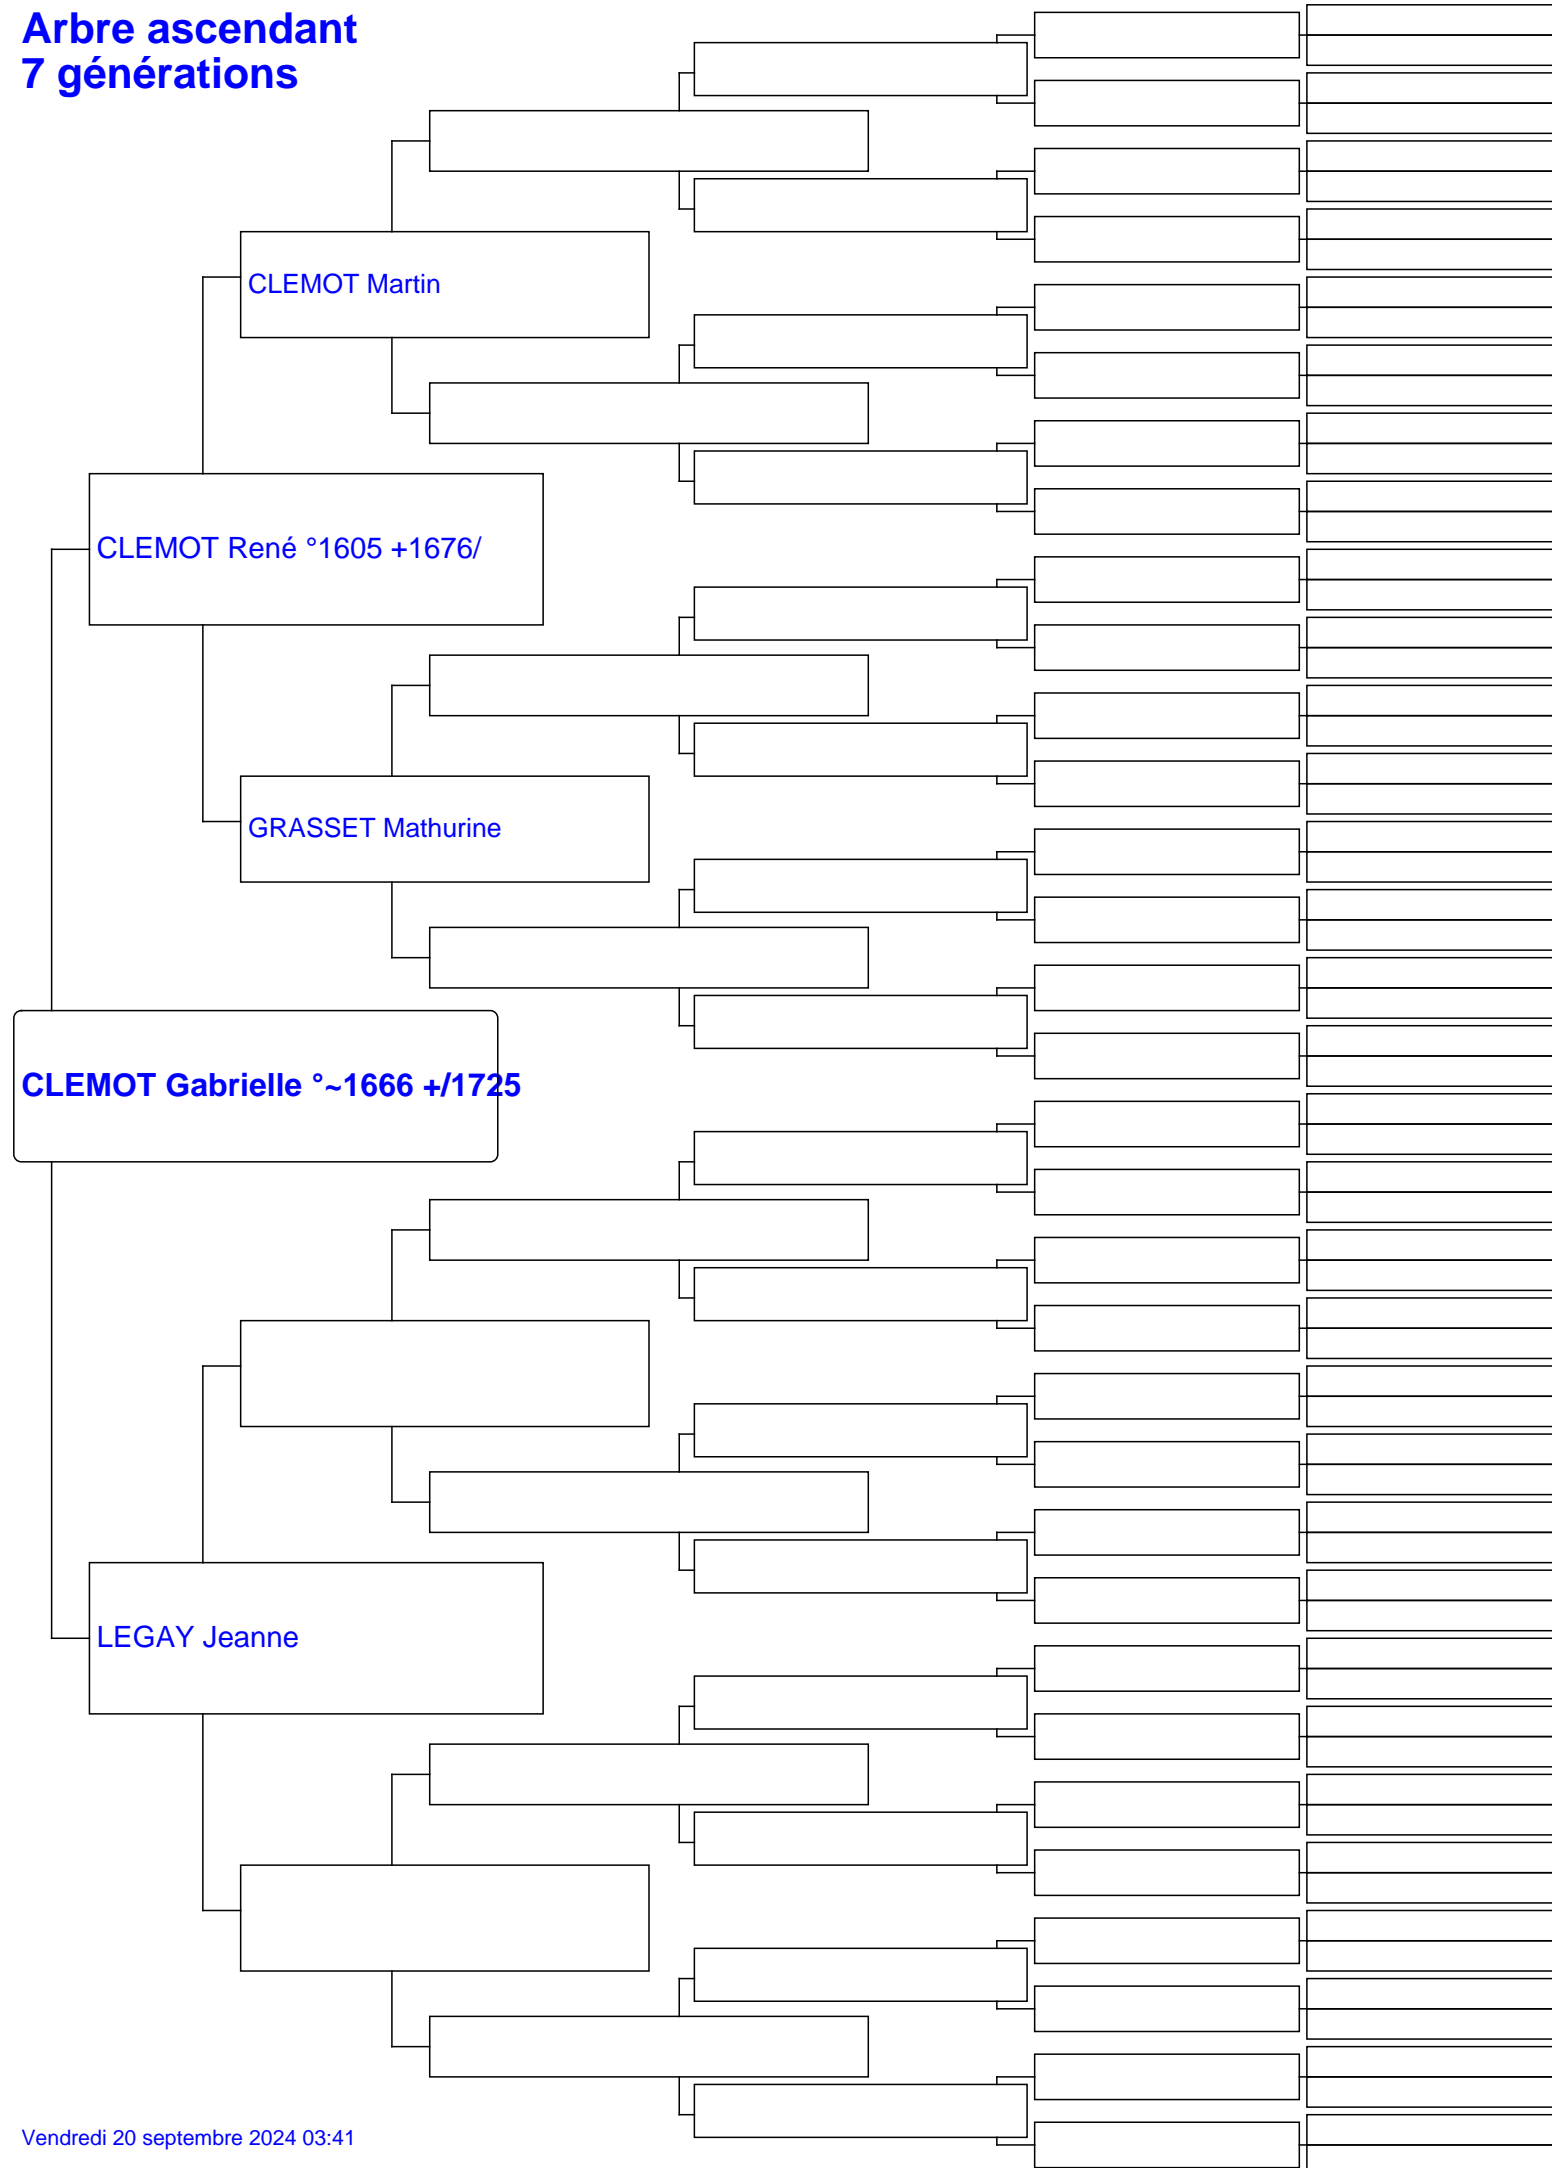 Arbre ascendant
7 générations
CLEMOT Martin
CLEMOT René °1605 +1676/
GRASSET Mathurine
CLEMOT Gabrielle °~1666 +/1725
LEGAY Jeanne
Vendredi 20 septembre 2024 03:41